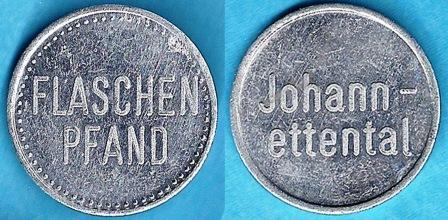 FLASCHEN
PFAND
Johann-
ettental